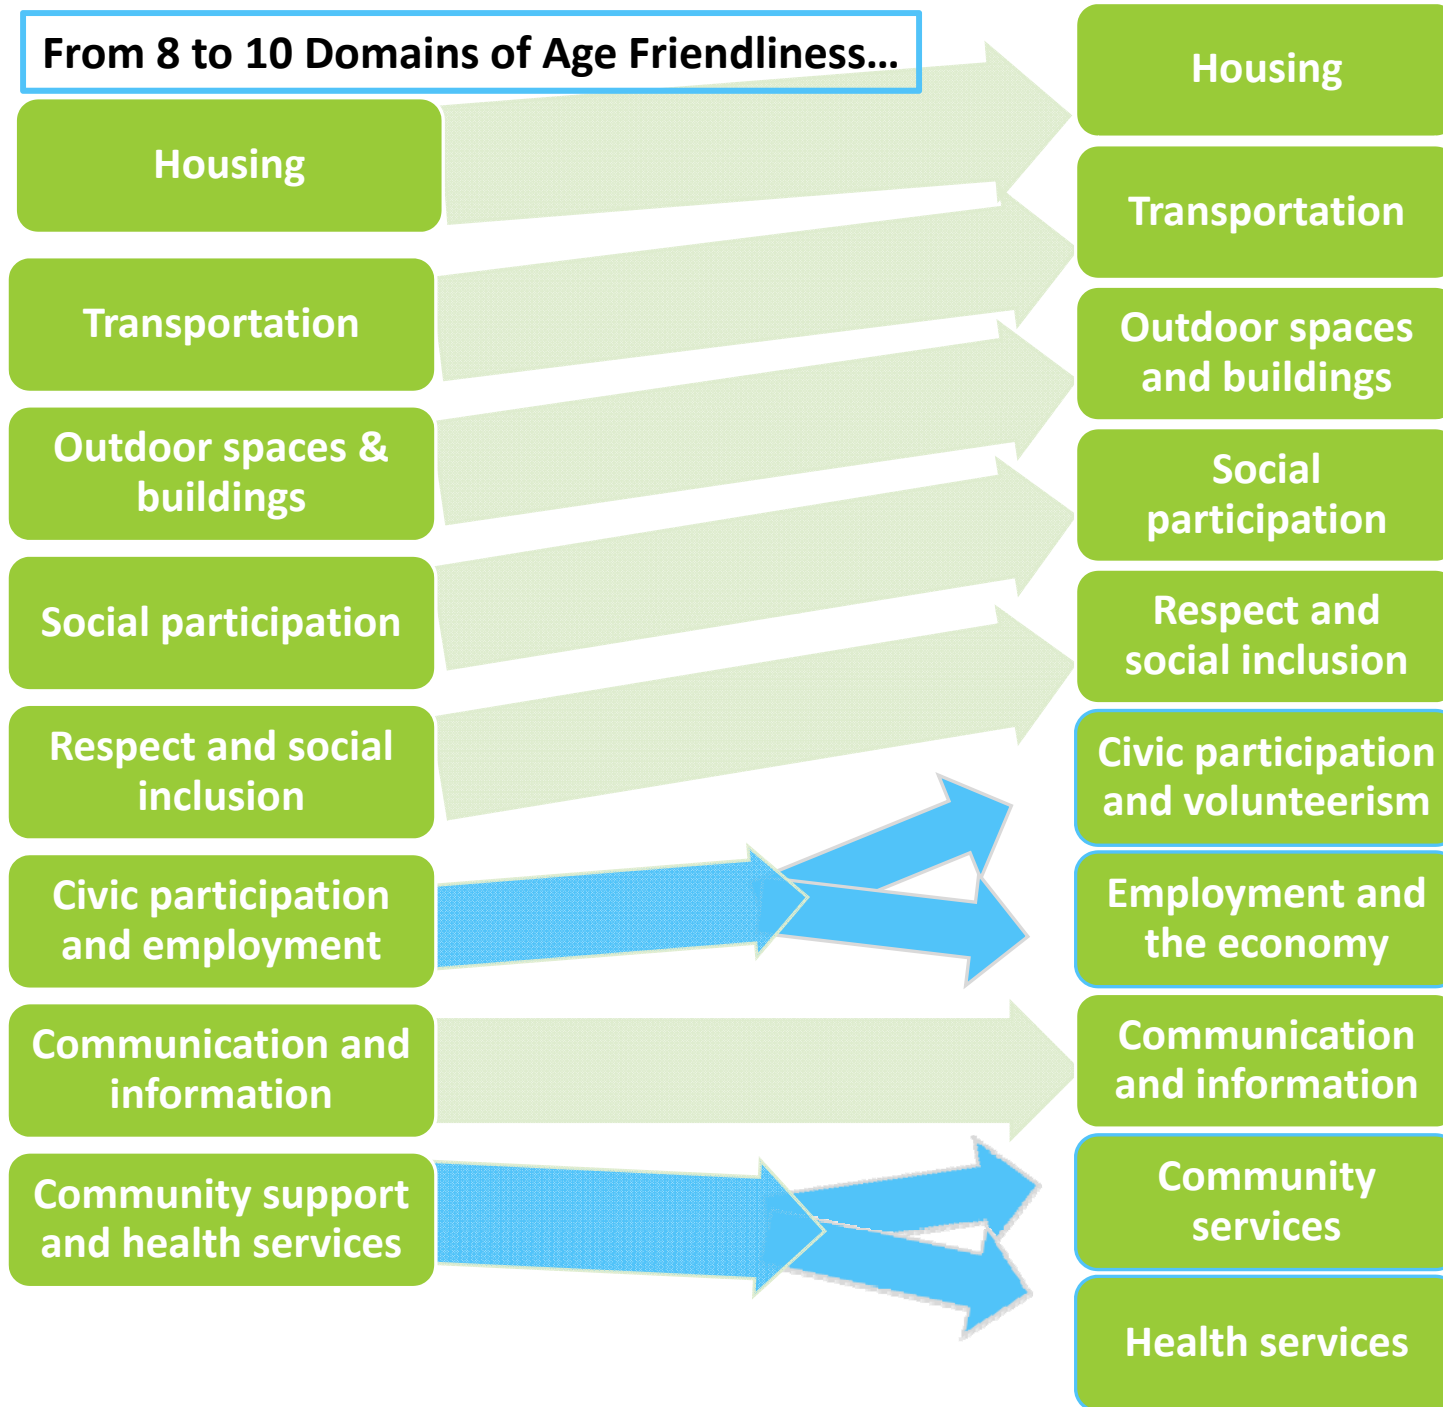 From 8 to 10 Domains of Age Friendliness...
Housing
Transportation
Outdoor spaces &
buildings
Social participation
Respect and social
inclusion
Civic participation
and employment
Communication and
information
Community support
and health services
Housing
Transportation
Outdoor spaces
and buildings
Social
participation
Respect and
social inclusion
Civic participation
and volunteerism
Employment and
the economy
Communication
and information
Community
services
Health services